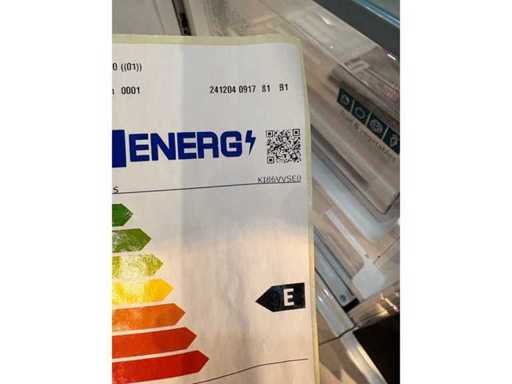 0 ((01))
0001 241204 0917 81 B1
ENERG
S
KI86VVSE0
E